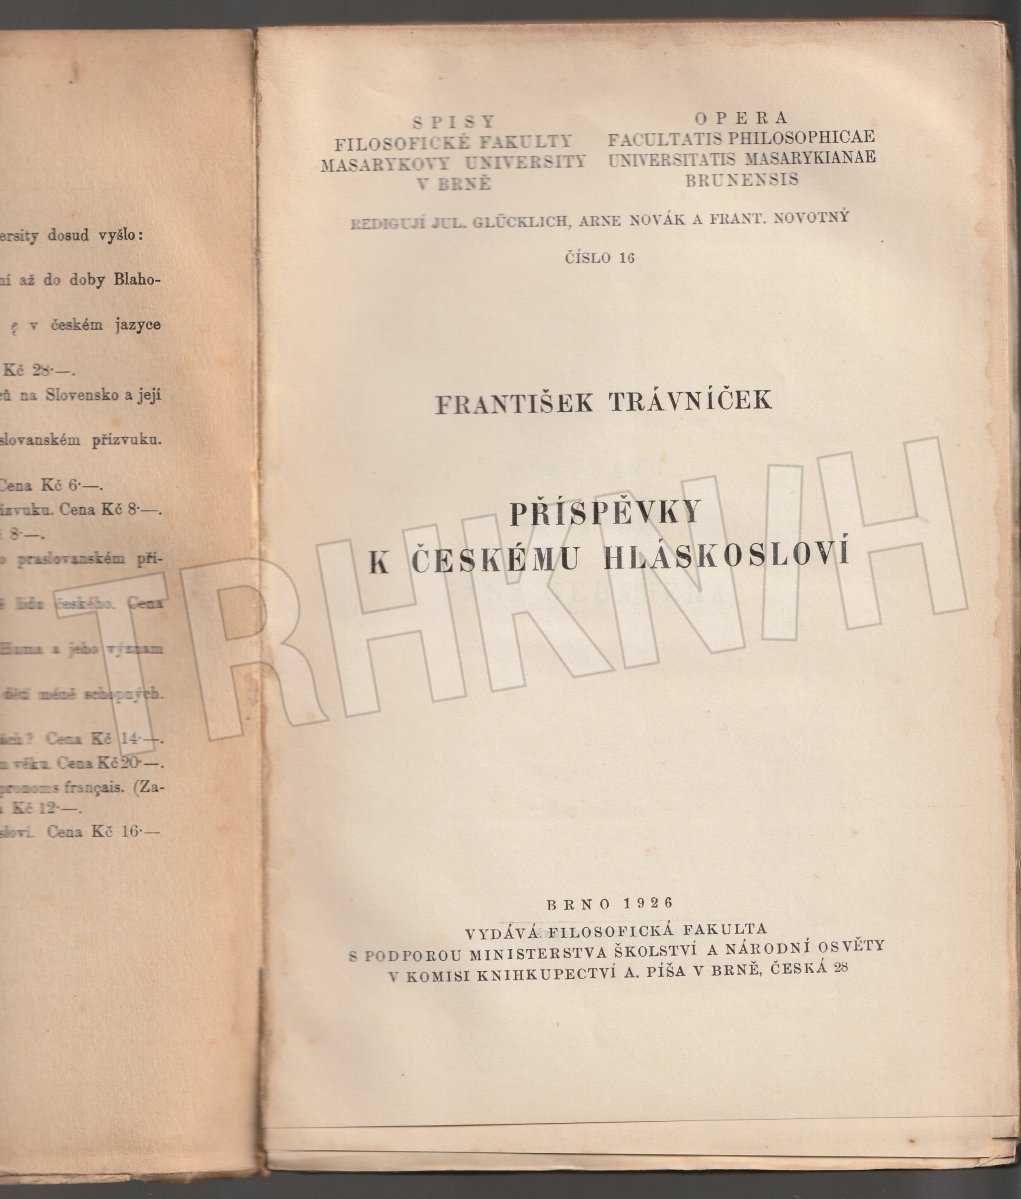 ersity dosud vyšlo:
ní až do doby Blaho-
ę v českém jazyce
Kč 28·—.
ců na Slovensko a její
slovanském přízvuku.
Cena Kč 6·—.
ízvuku. Cena Kč 8·—.
8·—.
praslovanském pří-
lidu českého. Cena
Huma a jeho význam
dětí méně schopných.
Cena Kč 14·—.
věku. Cena Kč 20·—.
pronoms français. (Za-
Kč 12·—.
sloví. Cena Kč 16·—
SPISY
FILOSOFICKÉ FAKULTY
MASARYKOVY UNIVERSITY
V BRNĚ
OPERA
FACULTATIS PHILOSOPHICAE
UNIVERSITATIS MASARYKIANAE
BRUNENSIS
REDIGUJÍ JUL. GLÜCKLICH, ARNE NOVÁK A FRANT. NOVOTNÝ
ČÍSLO 16
FRANTIŠEK TRÁVNÍČEK
PŘÍSPĚVKY
K ČESKÉMU HLÁSKOSLOVÍ
TRHKNIH
BRNO 1926
VYDÁVÁ FILOSOFICKÁ FAKULTA
S PODPOROU MINISTERSTVA ŠKOLSTVÍ A NÁRODNÍ OSVĚTY
V KOMISI KNIHKUPECTVÍ A. PÍŠA V BRNĚ, ČESKÁ 28